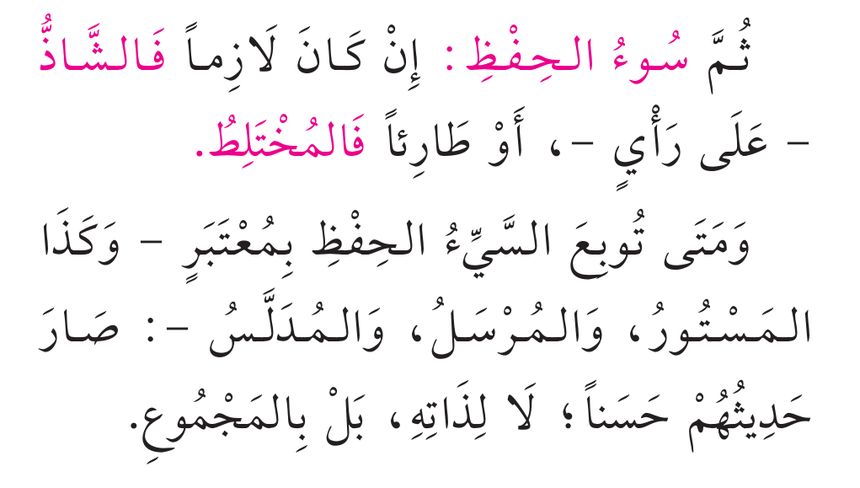 ثُمَّ سُوءُ الحِفْظِ: إِنْ كَانَ لَازِماً فَالشَّاذُّ
– عَلَى رَأْيٍ –، أَوْ طَارِئاً فَالمُخْتَلِطُ.
وَمَتَى تُوبِعَ السَّيِّءُ الحِفْظِ بِمُعْتَبَرٍ – وَكَذَا
المَسْتُورُ، وَالمُرْسَلُ، وَالمُدَلَّسُ –: صَارَ
حَدِيثُهُمْ حَسَناً؛ لَا لِذَاتِهِ، بَلْ بِالمَجْمُوعِ.